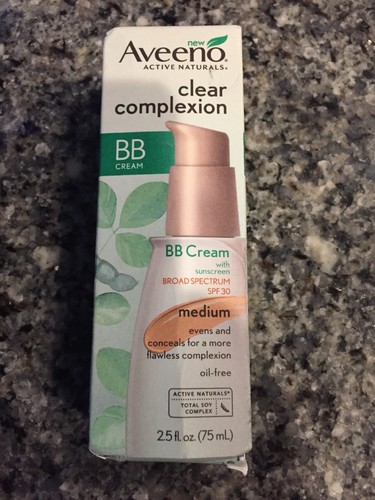 new
Aveeno®
ACTIVE NATURALS®
clear
complexion
BB
CREAM
BB Cream
with
sunscreen
BROAD SPECTRUM
SPF 30
medium
evens and
conceals for a more
flawless complexion
oil-free
ACTIVE NATURALS®
TOTAL SOY
COMPLEX
2.5 fl. oz. (75 mL)